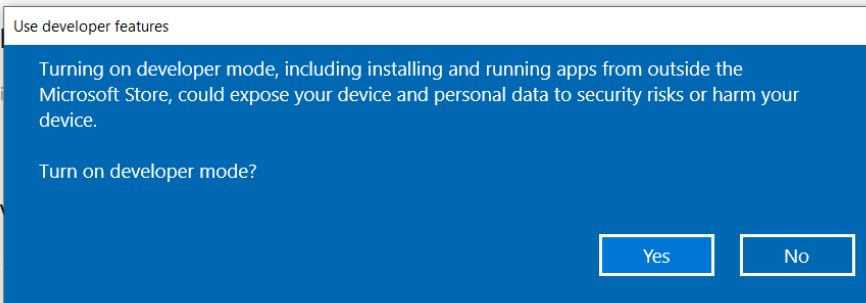 Use developer features
Turning on developer mode, including installing and running apps from outside the
Microsoft Store, could expose your device and personal data to security risks or harm your
device.
Turn on developer mode?
Yes
No